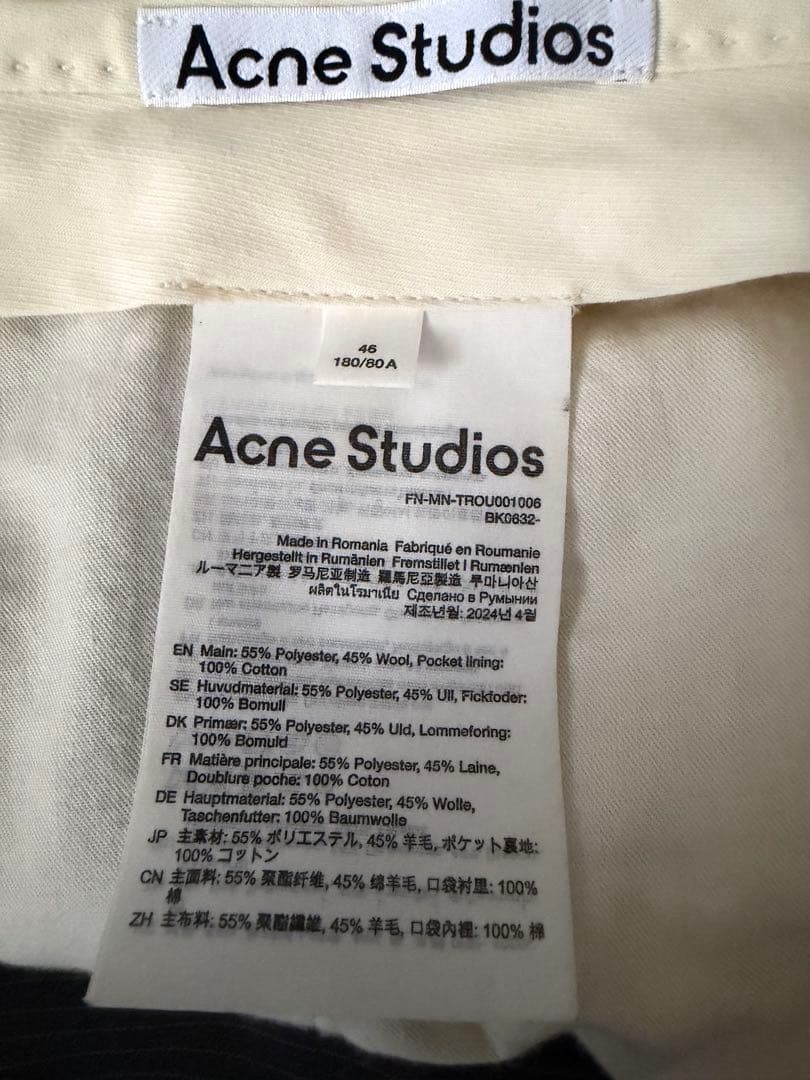 Acne Studios
46
180/80A
Acne Studios
FN-MN-TROU001006
BK0632-
Made in Romania Fabriqué en Roumanie
Hergestellt in Rumänien Fremstillet I Rumænien
ルーマニア製 罗马尼亚制造 羅馬尼亞製造 루마니아산
ผลิตในโรมาเนีย Сделано в Румынии
제조년월: 2024년 4월
EN Main: 55% Polyester, 45% Wool, Pocket lining:
100% Cotton
SE Huvudmaterial: 55% Polyester, 45% Ull, Ficktoder:
100% Bomull
DK Primær: 55% Polyester, 45% Uld, Lommeforing:
100% Bomuld
FR Matière principale: 55% Polyester, 45% Laine,
Doublure poche: 100% Coton
DE Hauptmaterial: 55% Polyester, 45% Wolle,
Taschenfutter: 100% Baumwolle
JP 主素材: 55% ポリエステル, 45% 羊毛, ポケット裏地:
100% コットン
CN 主面料: 55% 聚酯纤维, 45% 绵羊毛, 口袋衬里: 100%
棉
ZH 主布料: 55% 聚酯纖維, 45% 羊毛, 口袋內裡: 100% 棉